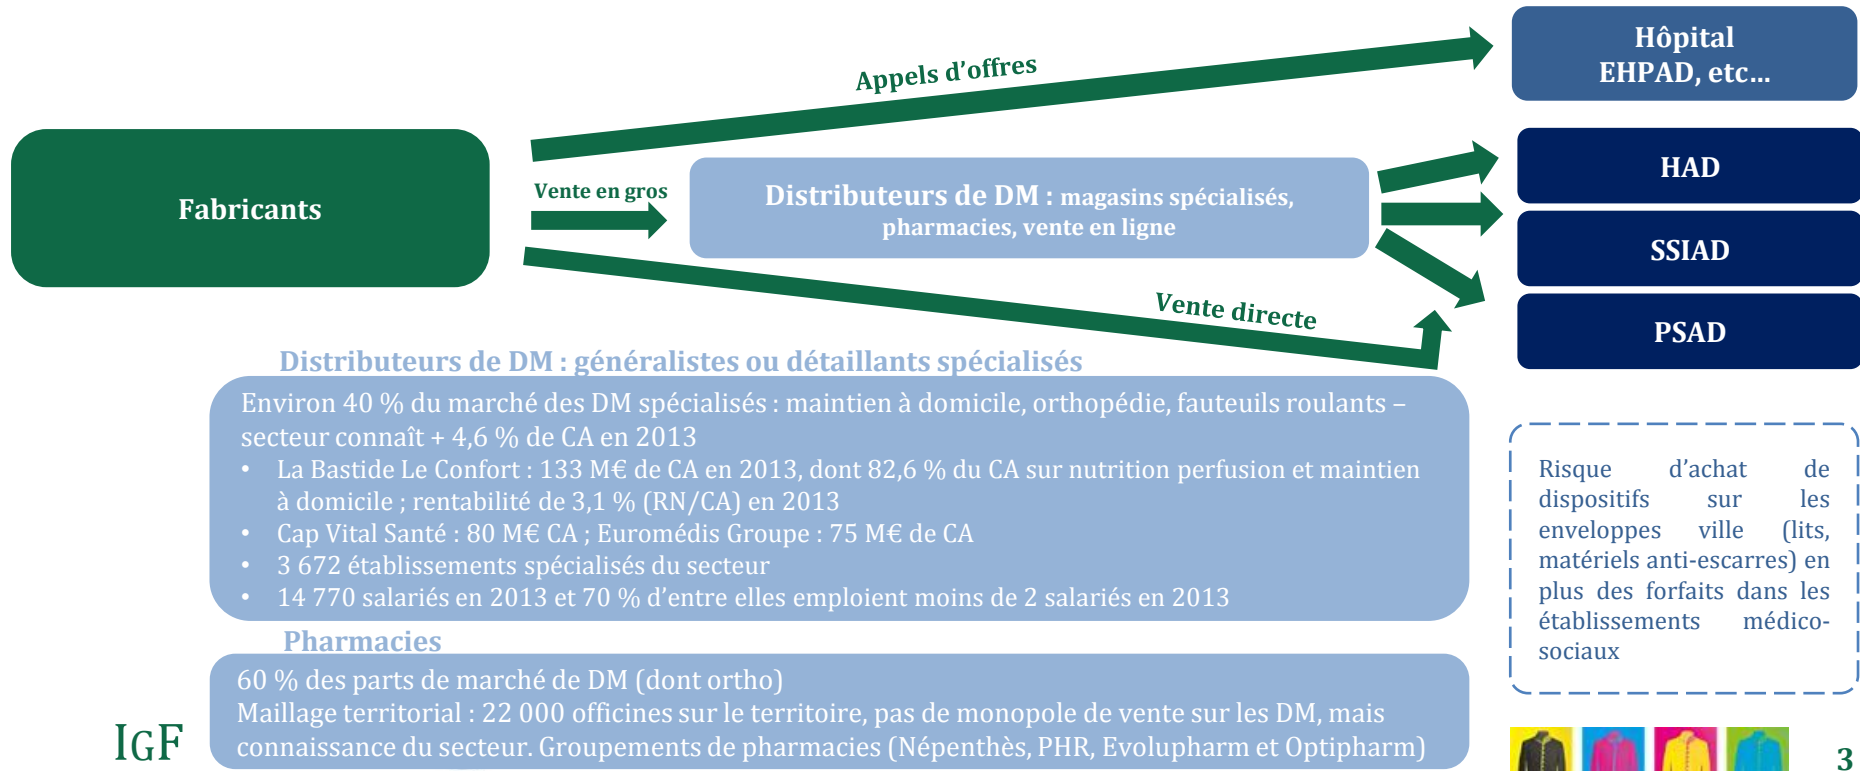 Hôpital
EHPAD, etc…
Appels d'offres
Fabricants
Vente en gros
Distributeurs de DM : magasins spécialisés,
pharmacies, vente en ligne
HAD
SSIAD
PSAD
Vente directe
Distributeurs de DM : généralistes ou détaillants spécialisés
Environ 40 % du marché des DM spécialisés : maintien à domicile, orthopédie, fauteuils roulants –
secteur connaît + 4,6 % de CA en 2013
• La Bastide Le Confort : 133 M€ de CA en 2013, dont 82,6 % du CA sur nutrition perfusion et maintien
à domicile ; rentabilité de 3,1 % (RN/CA) en 2013
• Cap Vital Santé : 80 M€ CA ; Euromédis Groupe : 75 M€ de CA
• 3 672 établissements spécialisés du secteur
• 14 770 salariés en 2013 et 70 % d'entre elles emploient moins de 2 salariés en 2013
Risque d'achat de
dispositifs sur les
enveloppes ville (lits,
matériels anti-escarres) en
plus des forfaits dans les
établissements médico-
sociaux
Pharmacies
60 % des parts de marché de DM (dont ortho)
Maillage territorial : 22 000 officines sur le territoire, pas de monopole de vente sur les DM, mais
connaissance du secteur. Groupements de pharmacies (Népenthès, PHR, Evolupharm et Optipharm)
IGF
3